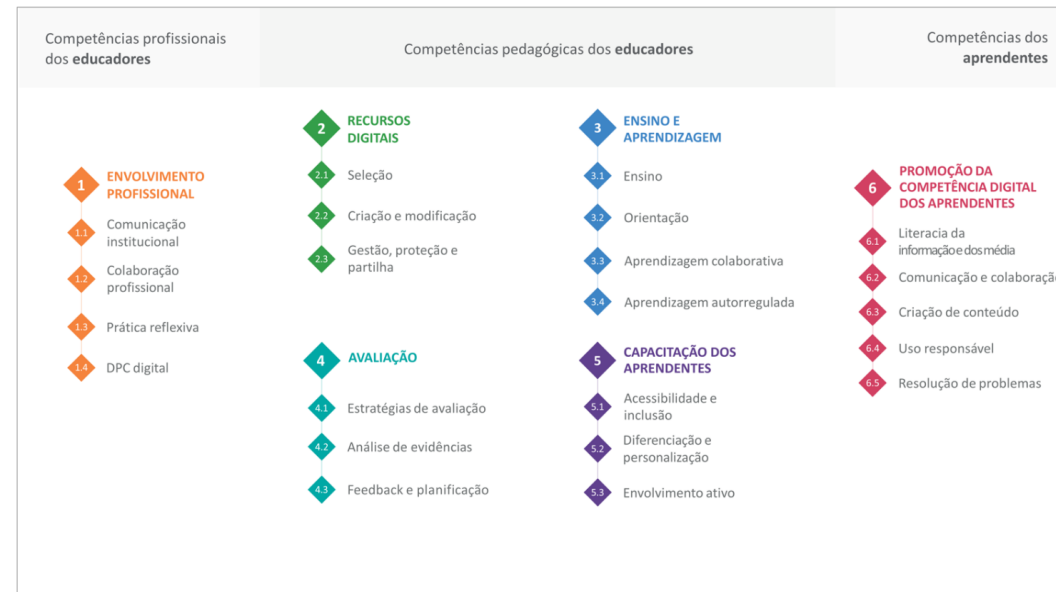 Competências profissionais
dos educadores
Competências pedagógicas dos educadores
Competências dos
aprendentes
1
ENVOLVIMENTO
PROFISSIONAL
1.1
Comunicação
institucional
1.2
Colaboração
profissional
1.3
Prática reflexiva
1.4
DPC digital
2
RECURSOS
DIGITAIS
2.1
Seleção
2.2
Criação e modificação
2.3
Gestão, proteção e
partilha
3
ENSINO E
APRENDIZAGEM
3.1
Ensino
3.2
Orientação
3.3
Aprendizagem colaborativa
3.4
Aprendizagem autorregulada
4
AVALIAÇÃO
4.1
Estratégias de avaliação
4.2
Análise de evidências
4.3
Feedback e planificação
5
CAPACITAÇÃO DOS
APRENDENTES
5.1
Acessibilidade e
inclusão
5.2
Diferenciação e
personalização
5.3
Envolvimento ativo
6
PROMOÇÃO DA
COMPETÊNCIA DIGITAL
DOS APRENDENTES
6.1
Literacia da
informação e dos média
6.2
Comunicação e colaboração
6.3
Criação de conteúdo
6.4
Uso responsável
6.5
Resolução de problemas